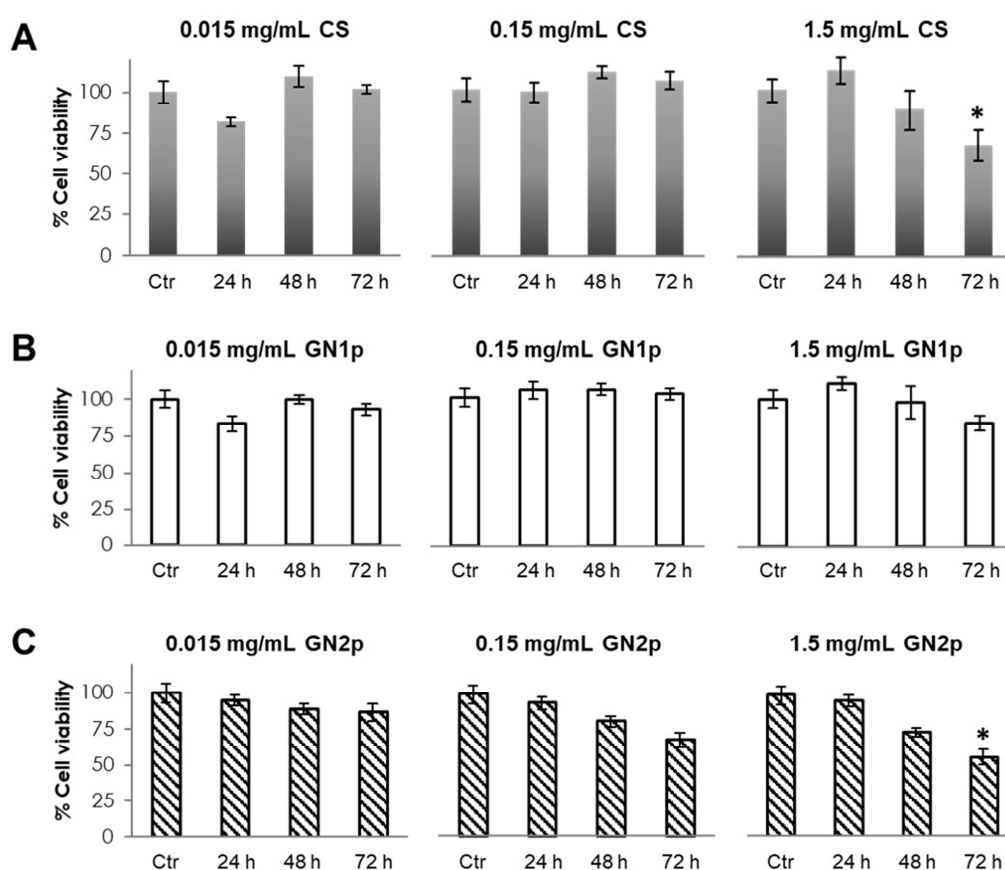 A
0.015 mg/mL CS
0.15 mg/mL CS
1.5 mg/mL CS
% Cell viability
100
75
50
25
0
*
Ctr 24 h 48 h 72 h
Ctr 24 h 48 h 72 h
Ctr 24 h 48 h 72 h
B
0.015 mg/mL GN1p
0.15 mg/mL GN1p
1.5 mg/mL GN1p
% Cell viability
100
75
50
25
0
Ctr 24 h 48 h 72 h
Ctr 24 h 48 h 72 h
Ctr 24 h 48 h 72 h
C
0.015 mg/mL GN2p
0.15 mg/mL GN2p
1.5 mg/mL GN2p
% Cell viability
100
75
50
25
0
*
Ctr 24 h 48 h 72 h
Ctr 24 h 48 h 72 h
Ctr 24 h 48 h 72 h